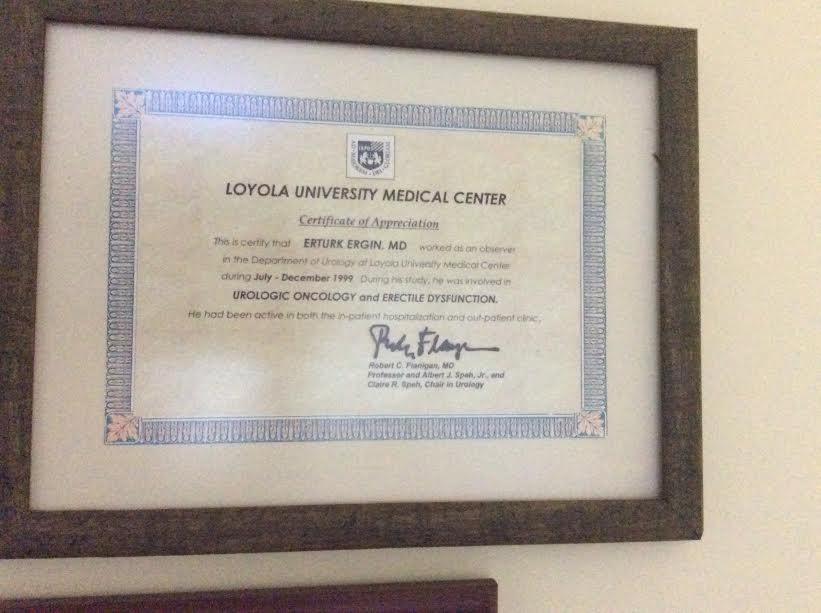 LOYOLA UNIVERSITY MEDICAL CENTER
Certificate of Appreciation
This is certify that ERTURK ERGIN, MD worked as an observer
in the Department of Urology at Loyola University Medical Center
during July - December 1999 During his study, he was involved in
UROLOGIC ONCOLOGY and ERECTILE DYSFUNCTION.
He had been active in both the in-patient hospitalization and out-patient clinic.
Robert C. Flanigan, MD
Professor and Albert J. Speh, Jr., and
Claire R. Speh, Chair in Urology